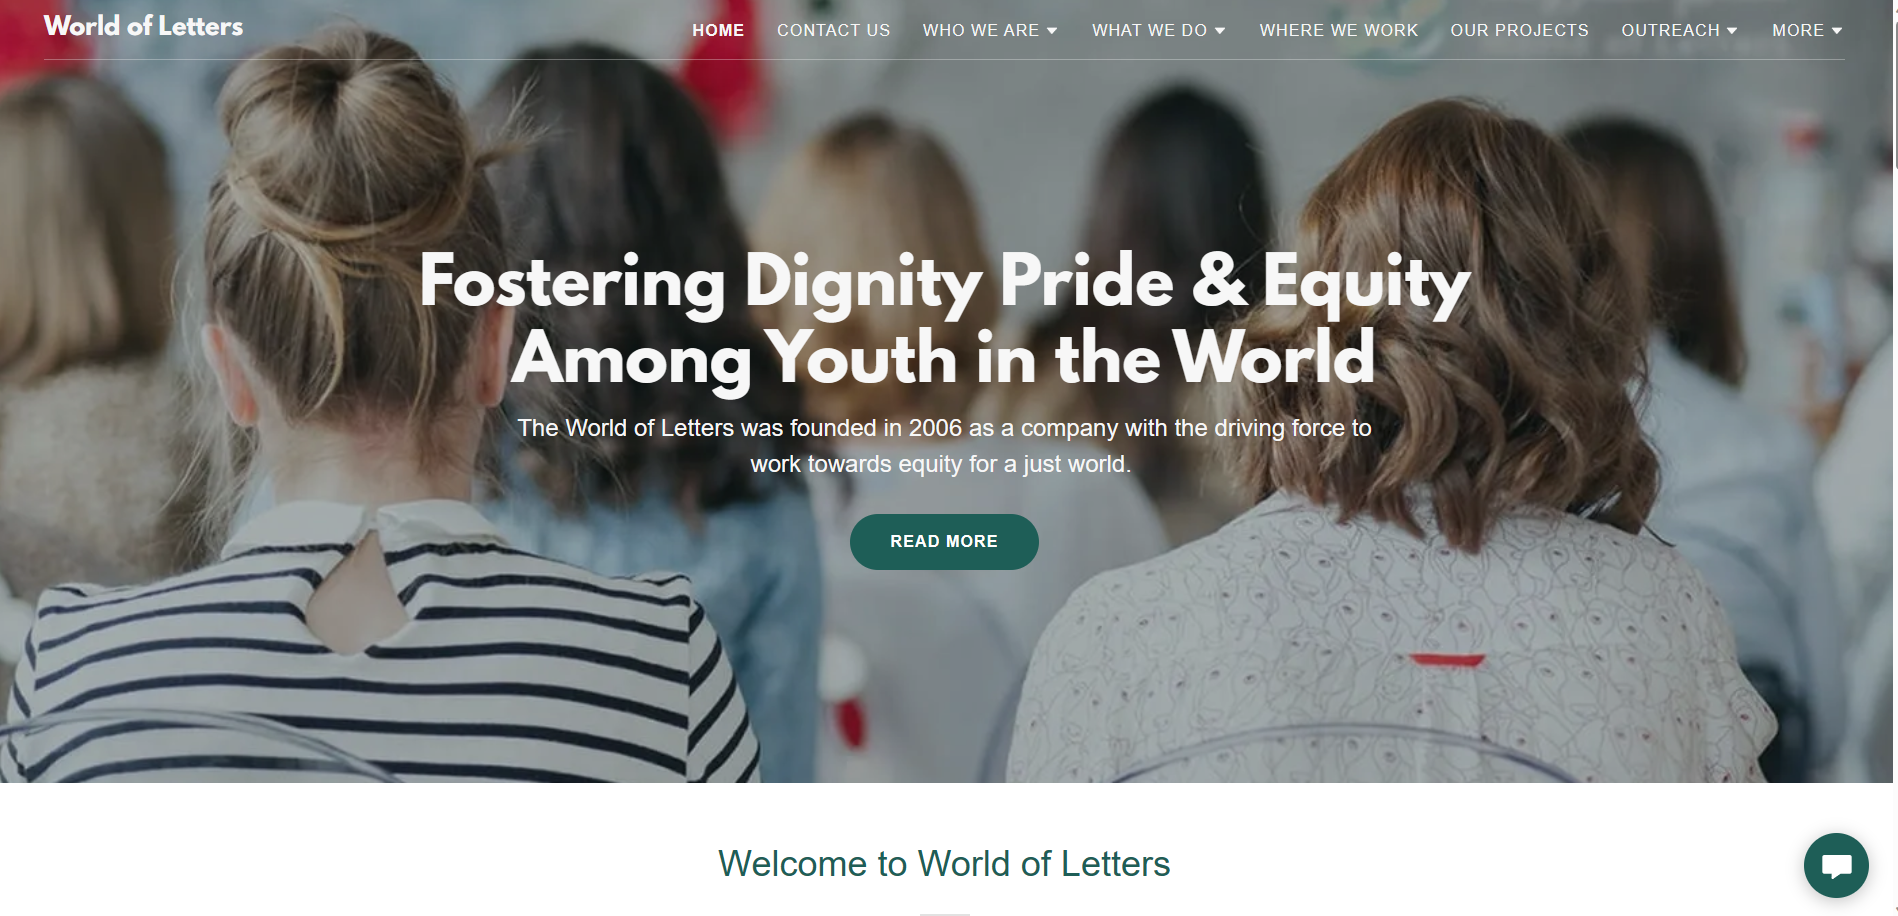 World of Letters
HOME CONTACT US WHO WE ARE WHAT WE DO WHERE WE WORK OUR PROJECTS OUTREACH MORE
Fostering Dignity Pride & Equity
Among Youth in the World
The World of Letters was founded in 2006 as a company with the driving force to
work towards equity for a just world.
READ MORE
Welcome to World of Letters